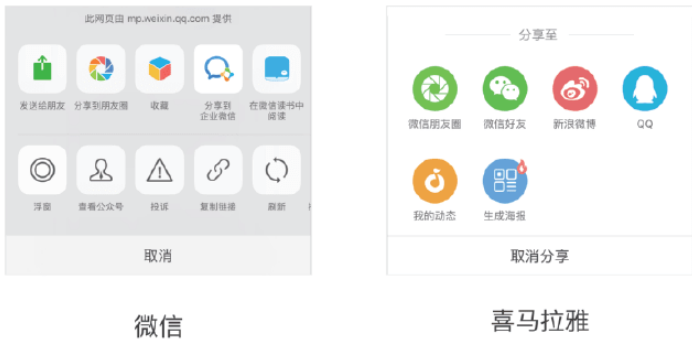 此网页由 mp.weixin.qq.com 提供
发送给朋友 分享到朋友圈 收藏 分享到企业微信 在微信读书中阅读
浮窗 查看公众号 投诉 复制链接 刷新
取消
微信
分享至
微信朋友圈 微信好友 新浪微博 QQ
我的动态 生成海报
取消分享
喜马拉雅